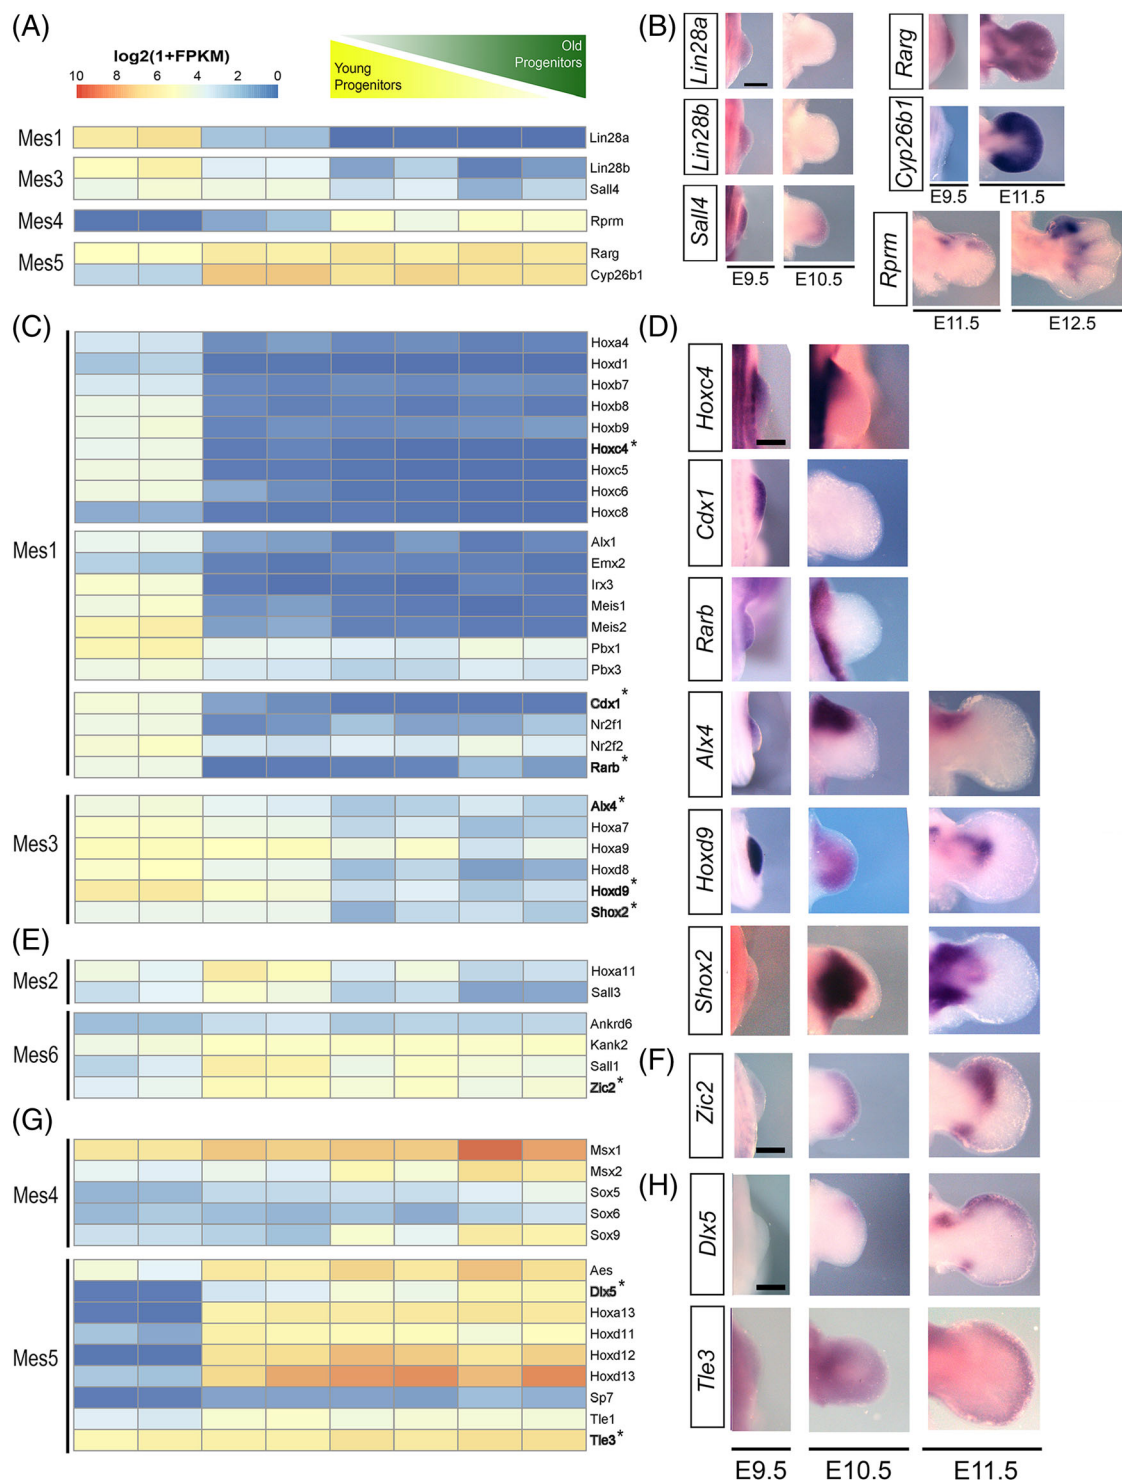 (A)
log2(1+FPKM)
10 8 6 4 2 0
Young
Progenitors
Old
Progenitors
Mes1
Lin28a
Mes3
Lin28b
Sall4
Mes4
Rprm
Mes5
Rarg
Cyp26b1
(B)
Lin28a
Lin28b
Sall4
E9.5 E10.5
Rarg
Cyp26b1
E9.5 E11.5
Rprm
E11.5 E12.5
(C)
Mes1
Hoxa4
Hoxd1
Hoxb7
Hoxb8
Hoxb9
Hoxc4*
Hoxc5
Hoxc6
Hoxc8
Alx1
Emx2
Irx3
Meis1
Meis2
Pbx1
Pbx3
Cdx1*
Nr2f1
Nr2f2
Rarb*
Mes3
Alx4*
Hoxa7
Hoxa9
Hoxd8
Hoxd9*
Shox2*
(D)
Hoxc4
Cdx1
Rarb
Alx4
Hoxd9
Shox2
(E)
Mes2
Hoxa11
Sall3
Mes6
Ankrd6
Kank2
Sall1
Zic2*
(F)
Zic2
(G)
Mes4
Msx1
Msx2
Sox5
Sox6
Sox9
Mes5
Aes
Dlx5*
Hoxa13
Hoxd11
Hoxd12
Hoxd13
Sp7
Tle1
Tle3*
(H)
Dlx5
Tle3
E9.5 E10.5 E11.5